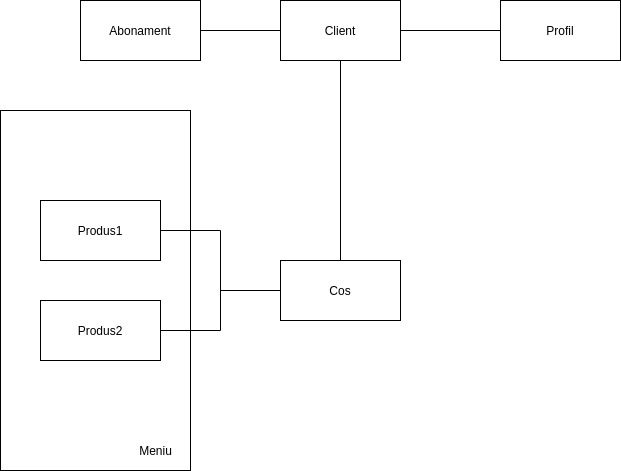 Abonament
Client
Profil
Produs1
Cos
Produs2
Meniu